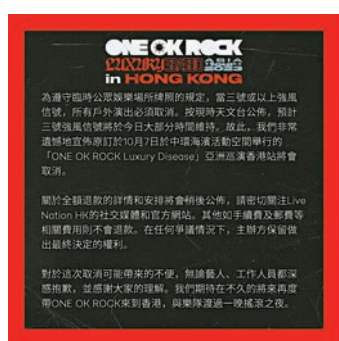 ONE OK ROCK
LUXURY DISEASE ASIA TOUR 2023
in HONG KONG
為遵守臨時公眾娛樂場所牌照的規定，當三號或以上強風
信號，所有戶外演出必須取消。按現時天文台公佈，預計
三號強風信號將於今日大部分時間維持。故此，我們非常
遺憾地宣佈原訂於10月7日於中環海濱活動空間舉行的
「ONE OK ROCK Luxury Disease」亞洲巡演香港站將會
取消。
關於全額退款的詳情和安排將會稍後公佈，請密切關注Live
Nation HK的社交媒體和官方網站。其他如手續費及郵費等
相關費用則不會退款。在任何爭議情況下，主辦方保留做
出最終決定的權利。
對於這次取消可能帶來的不便，無論藝人、工作人員都深
感抱歉，並感謝大家的理解。我們期待在不久的將來再度
帶ONE OK ROCK來到香港，與樂隊渡過一晚搖滾之夜。